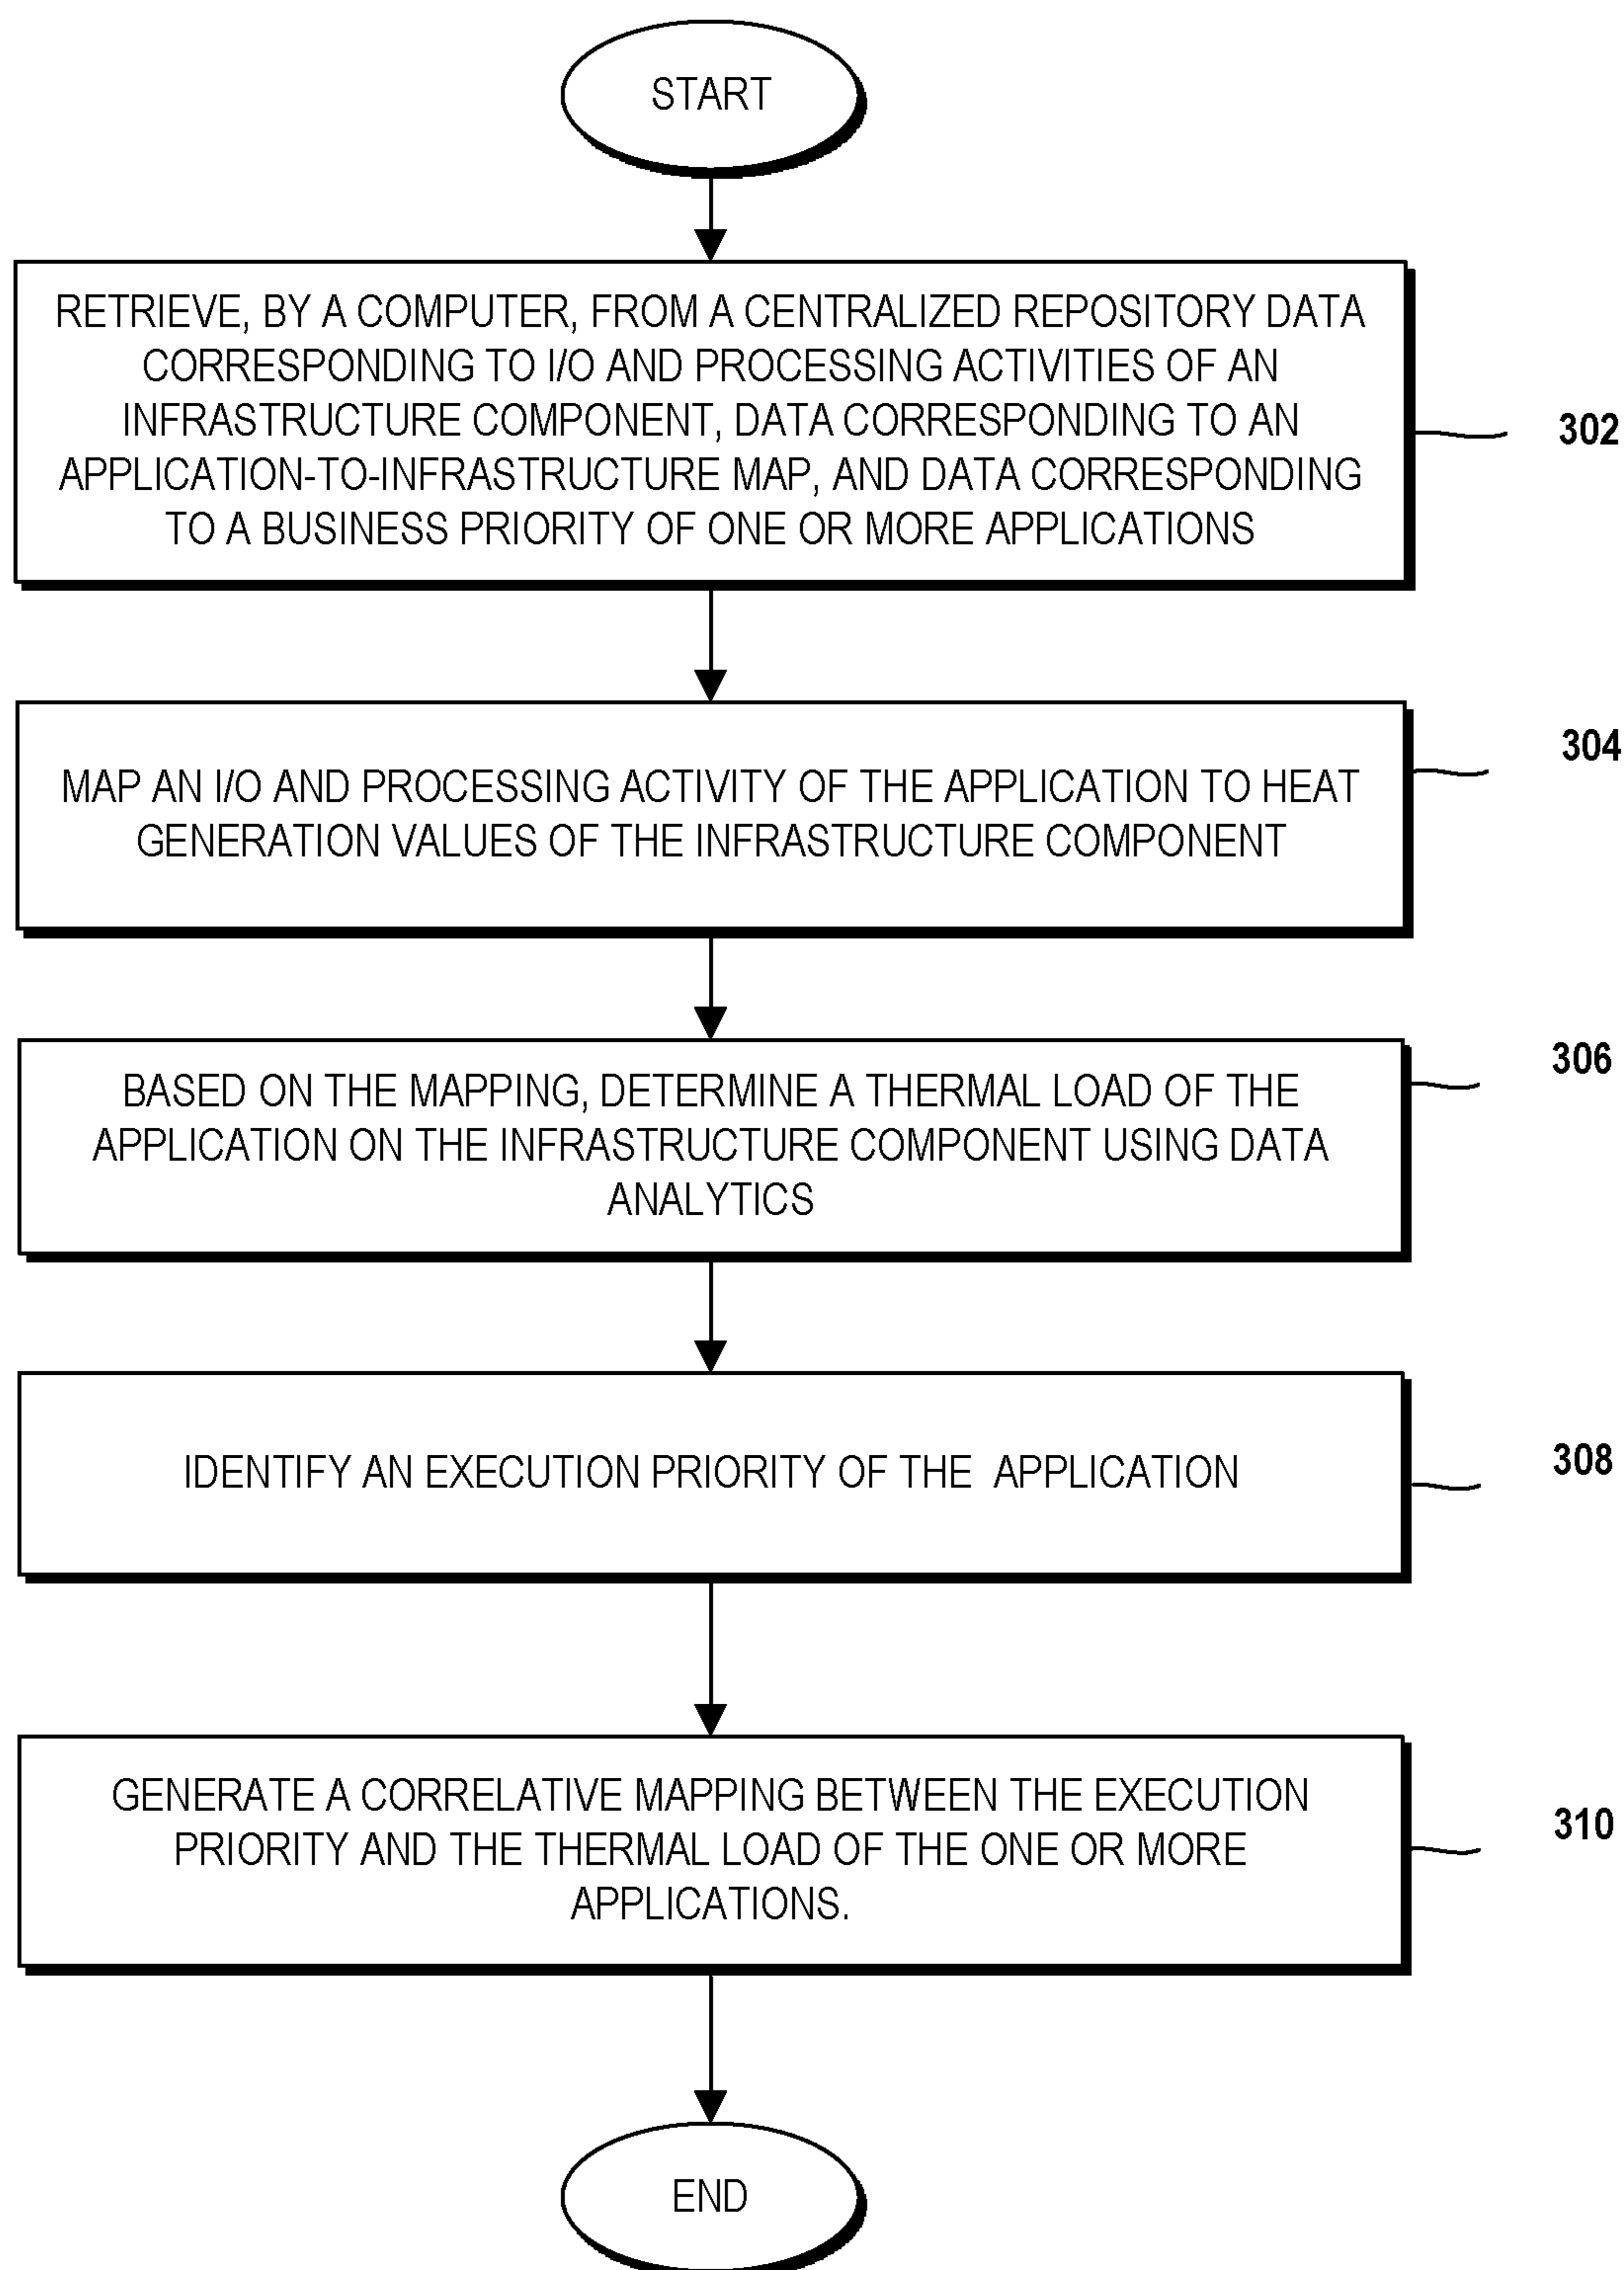 START
RETRIEVE, BY A COMPUTER, FROM A CENTRALIZED REPOSITORY DATA
CORRESPONDING TO I/O AND PROCESSING ACTIVITIES OF AN
INFRASTRUCTURE COMPONENT, DATA CORRESPONDING TO AN
APPLICATION-TO-INFRASTRUCTURE MAP, AND DATA CORRESPONDING
TO A BUSINESS PRIORITY OF ONE OR MORE APPLICATIONS
302
MAP AN I/O AND PROCESSING ACTIVITY OF THE APPLICATION TO HEAT
GENERATION VALUES OF THE INFRASTRUCTURE COMPONENT
304
BASED ON THE MAPPING, DETERMINE A THERMAL LOAD OF THE
APPLICATION ON THE INFRASTRUCTURE COMPONENT USING DATA
ANALYTICS
306
IDENTIFY AN EXECUTION PRIORITY OF THE APPLICATION
308
GENERATE A CORRELATIVE MAPPING BETWEEN THE EXECUTION
PRIORITY AND THE THERMAL LOAD OF THE ONE OR MORE
APPLICATIONS.
310
END